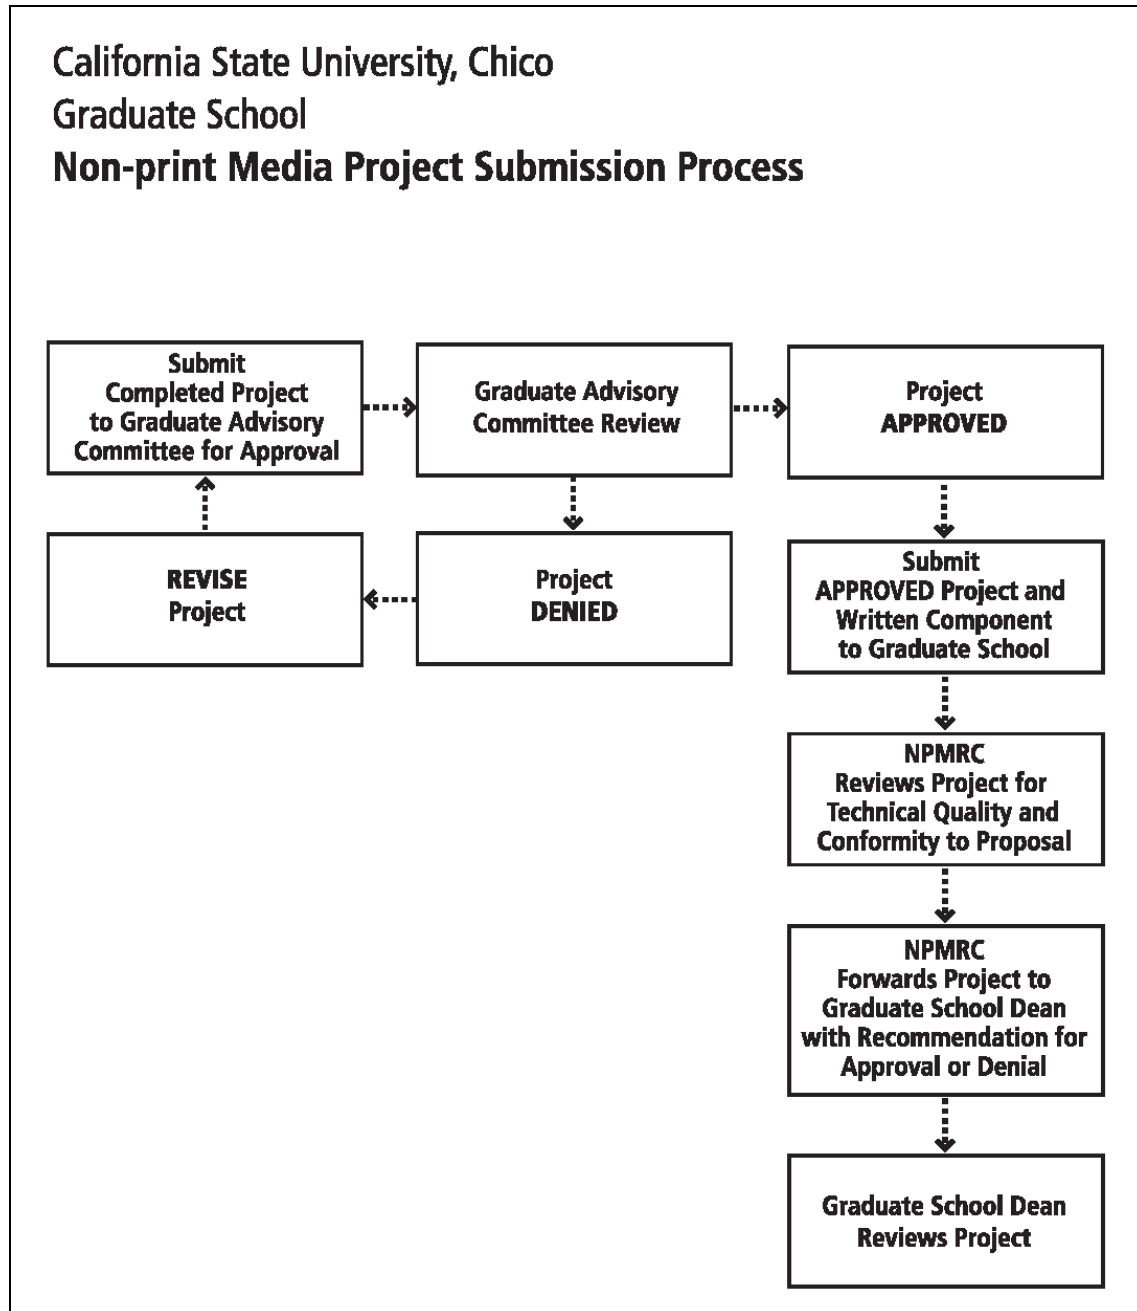 California State University, Chico
Graduate School
Non-print Media Project Submission Process
Submit
Completed Project
to Graduate Advisory
Committee for Approval
Graduate Advisory
Committee Review
Project
APPROVED
REVISE
Project
Project
DENIED
Submit
APPROVED Project and
Written Component
to Graduate School
NPMRC
Reviews Project for
Technical Quality and
Conformity to Proposal
NPMRC
Forwards Project to
Graduate School Dean
with Recommendation for
Approval or Denial
Graduate School Dean
Reviews Project